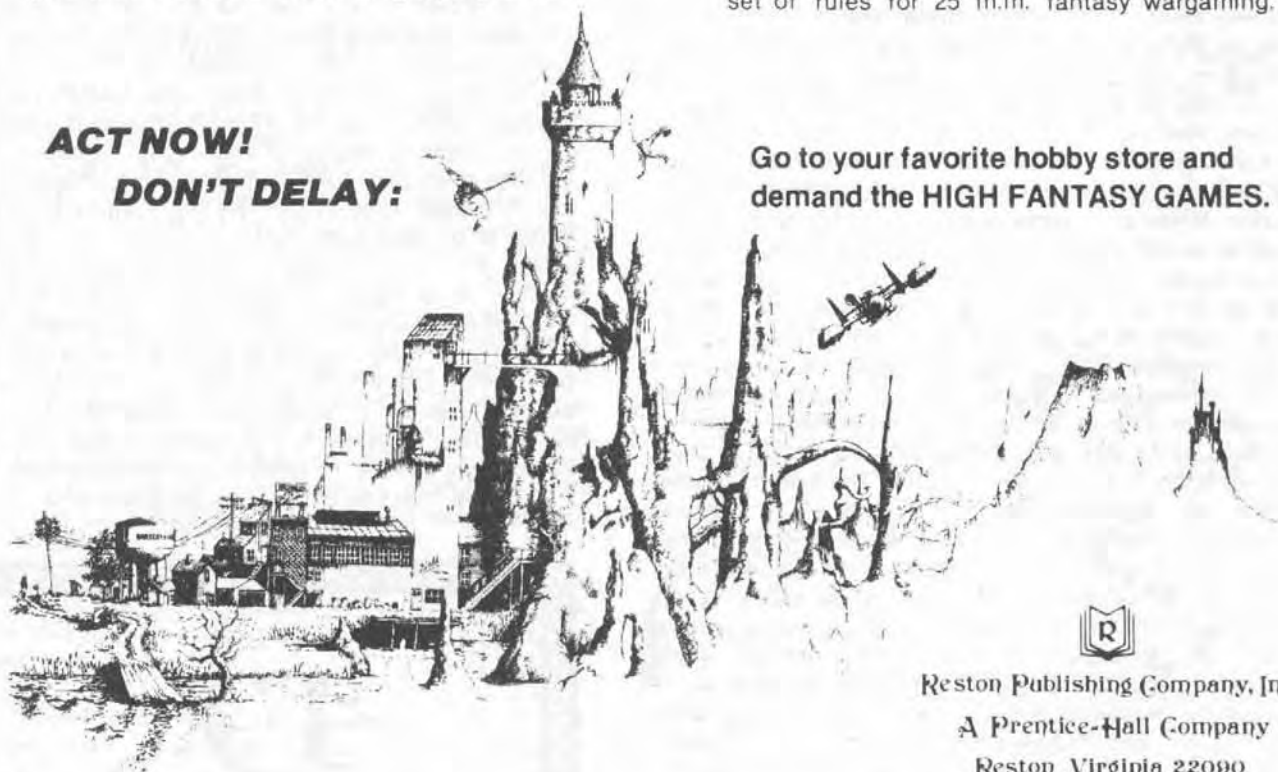 set of rules for 25 m.m. fantasy wargaming.
ACT NOW!
DON'T DELAY:
Go to your favorite hobby store and
demand the HIGH FANTASY GAMES.
R
Reston Publishing Company, In
A Prentice-Hall Company
Reston, Virginia 22090